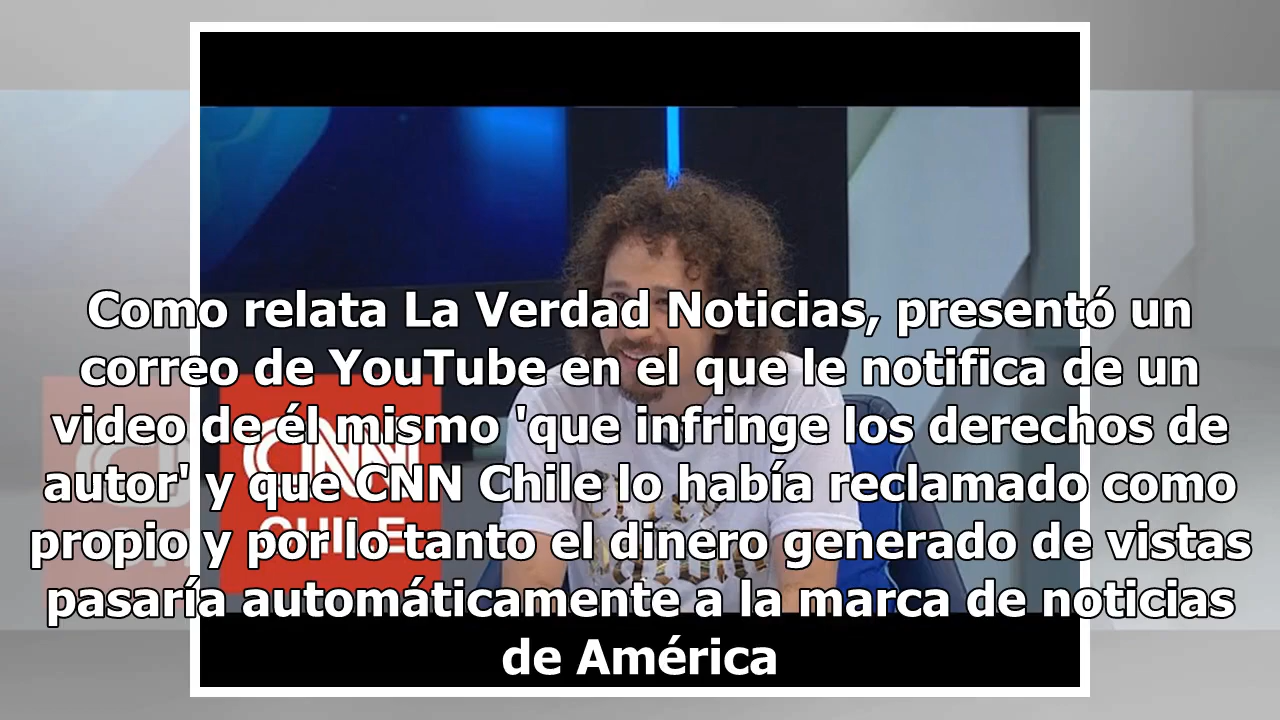 Como relata La Verdad Noticias, presentó un
correo de YouTube en el que le notifica de un
video de él mismo 'que infringe los derechos de
autor' y que CNN Chile lo había reclamado como
propio y por lo tanto el dinero generado de vistas
pasaría automáticamente a la marca de noticias
de América
CNN
CHILE